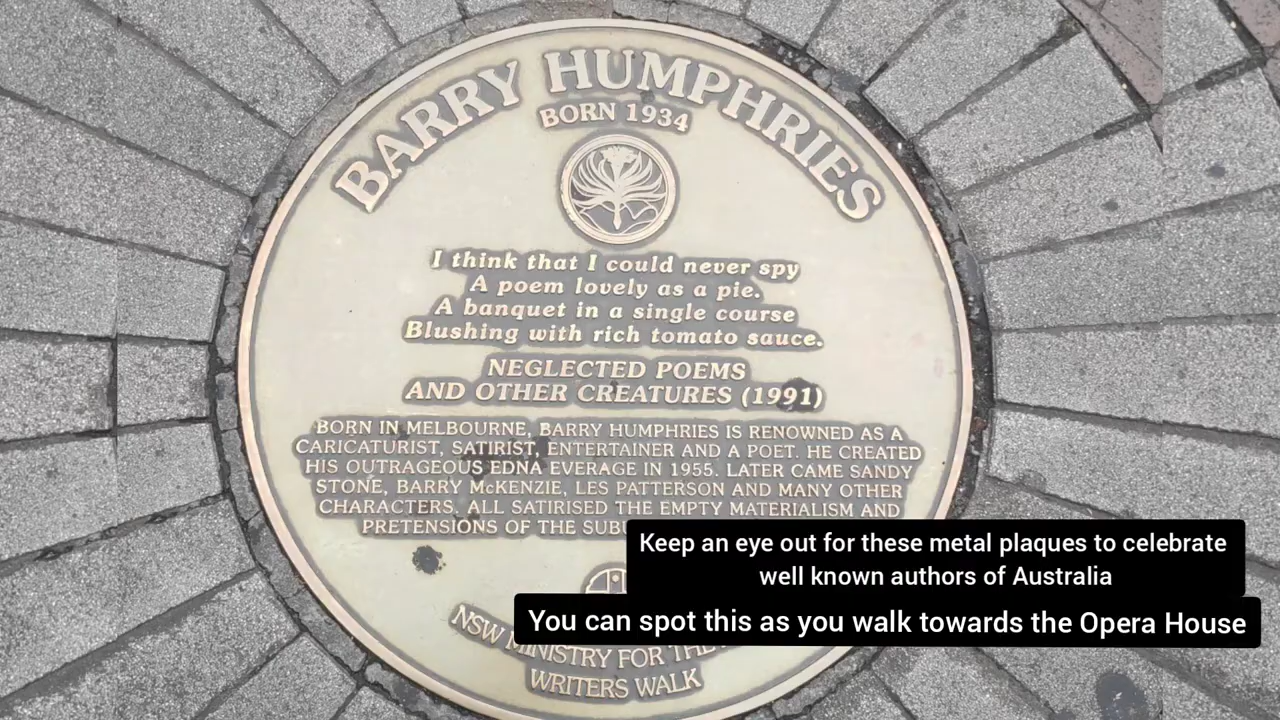 BARRY HUMPHRIES
BORN 1934
I think that I could never spy
A poem lovely as a pie.
A banquet in a single course
Blushing with rich tomato sauce.
NEGLECTED POEMS
AND OTHER CREATURES (1991)
BORN IN MELBOURNE, BARRY HUMPHRIES IS RENOWNED AS A
CARICATURIST, SATIRIST, ENTERTAINER AND A POET. HE CREATED
HIS OUTRAGEOUS EDNA EVERAGE IN 1955. LATER CAME SANDY
STONE, BARRY McKENZIE, LES PATTERSON AND MANY OTHER
CHARACTERS. ALL SATIRISED THE EMPTY MATERIALISM AND
PRETENSIONS OF THE
Keep an eye out for these metal plaques to celebrate
well known authors of Australia
You can spot this as you walk towards the Opera House
NSW MINISTRY FOR THE
WRITERS WALK